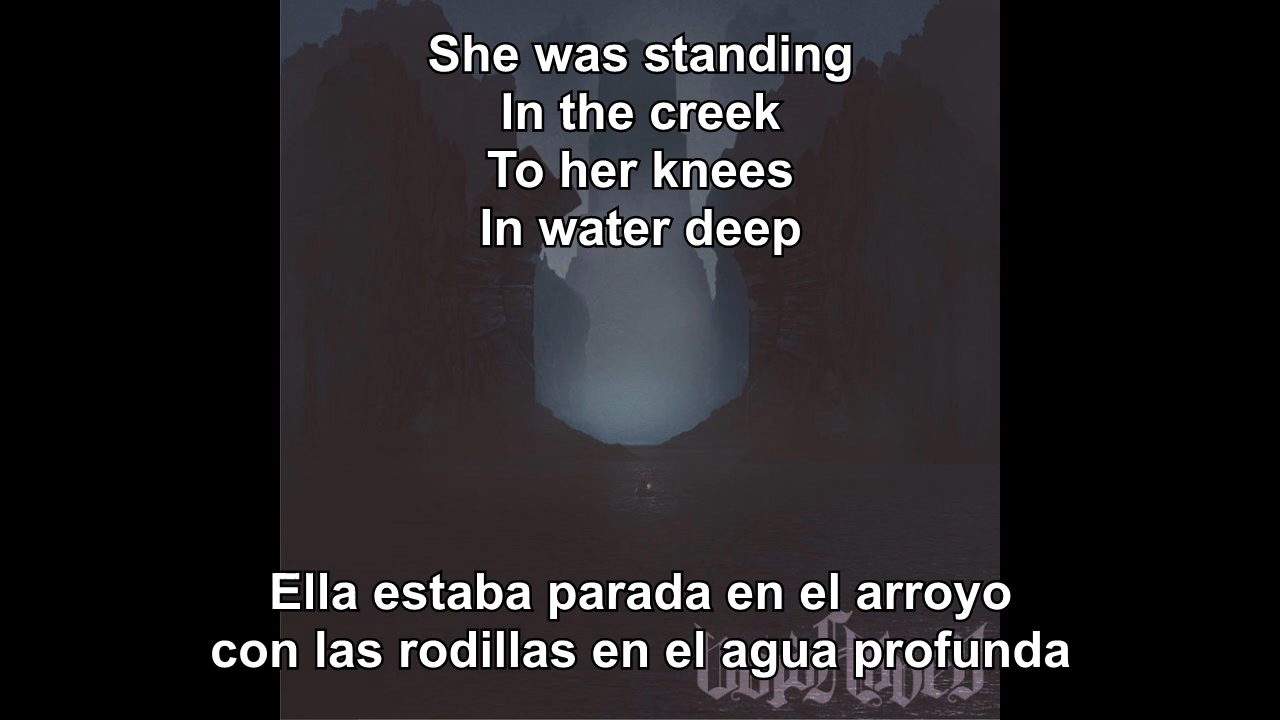 She was standing
In the creek
To her knees
In water deep
Ella estaba parada en el arroyo
con las rodillas en el agua profunda